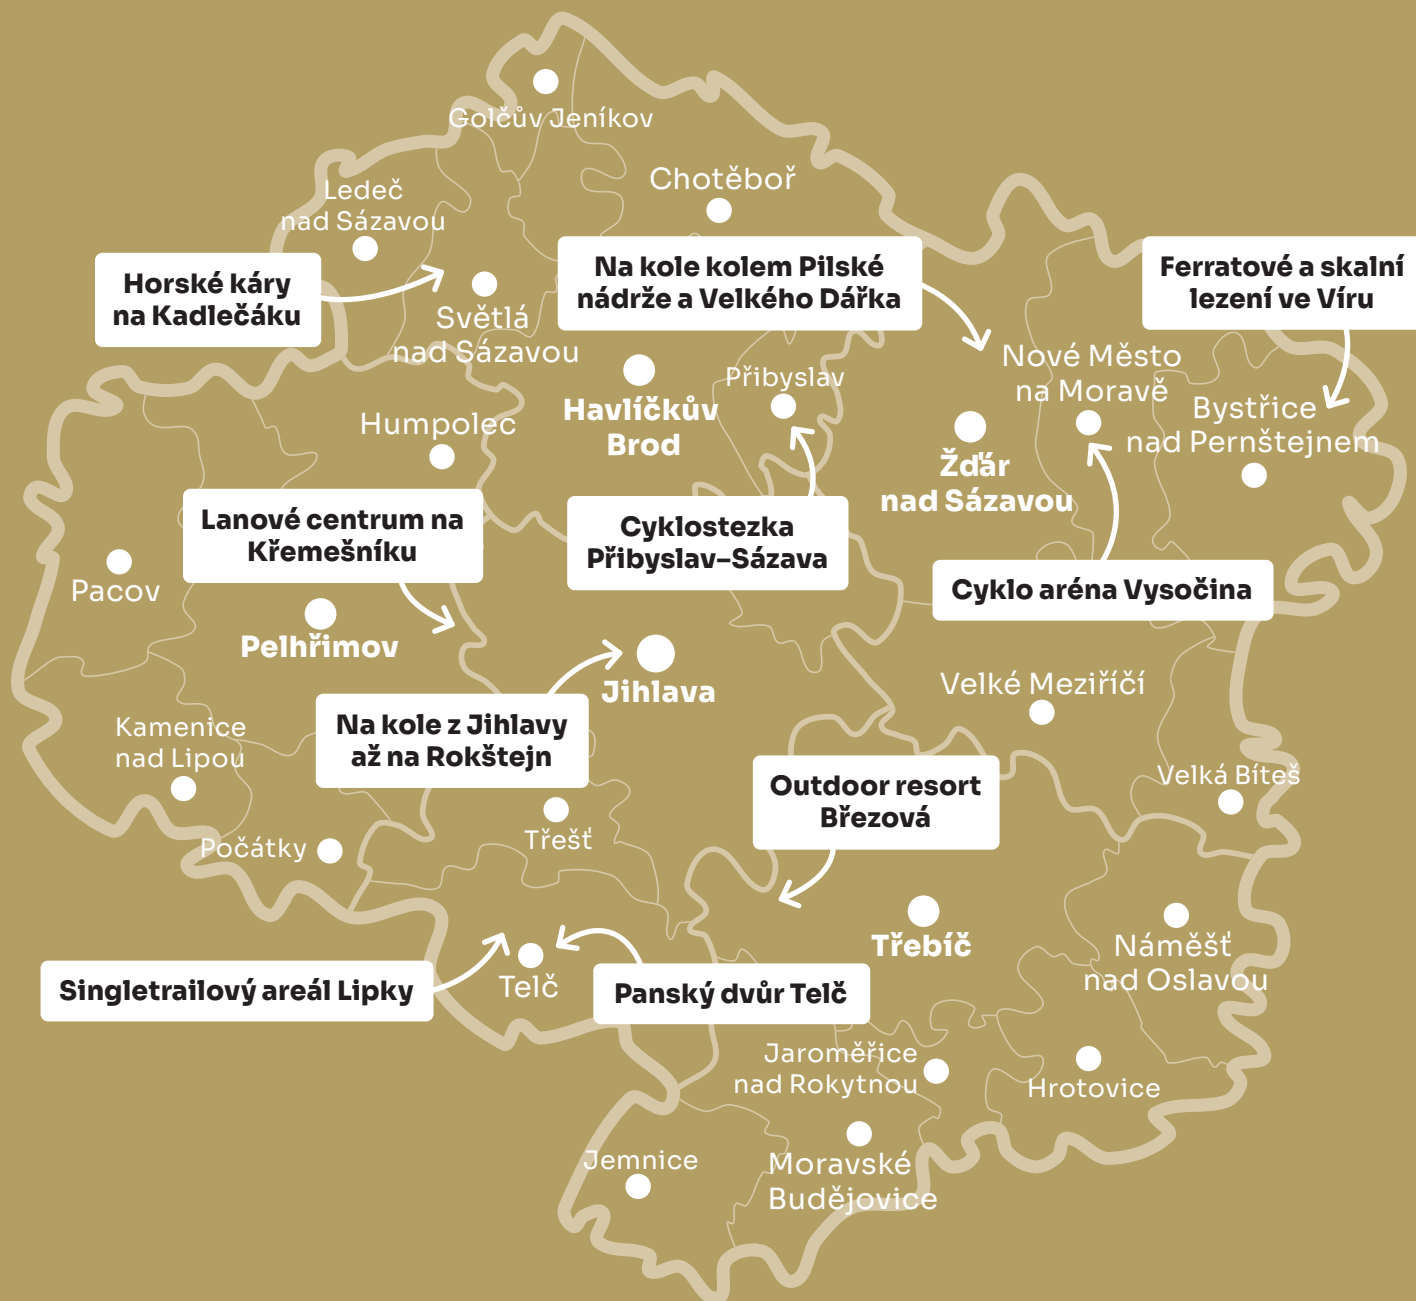 Golčův Jeníkov
Chotěboř
Ledeč
nad Sázavou
Horské káry
na Kadlečáku
Na kole kolem Pilské
nádrže a Velkého Dářka
Ferratové a skalní
lezení ve Víru
Světlá
nad Sázavou
Nové Město
na Moravě
Přibyslav
Havlíčkův
Brod
Humpolec
Bystřice
nad Pernštejnem
Žďár
nad Sázavou
Lanové centrum na
Křemešníku
Cyklostezka
Přibyslav–Sázava
Cyklo aréna Vysočina
Pacov
Pelhřimov
Jihlava
Velké Meziříčí
Kamenice
nad Lipou
Na kole z Jihlavy
až na Rokštejn
Outdoor resort
Březová
Velká Bíteš
Počátky
Třešť
Třebíč
Náměšť
nad Oslavou
Singletrailový areál Lipky
Telč
Panský dvůr Telč
Jaroměřice
nad Rokytnou
Hrotovice
Jemnice
Moravské
Budějovice